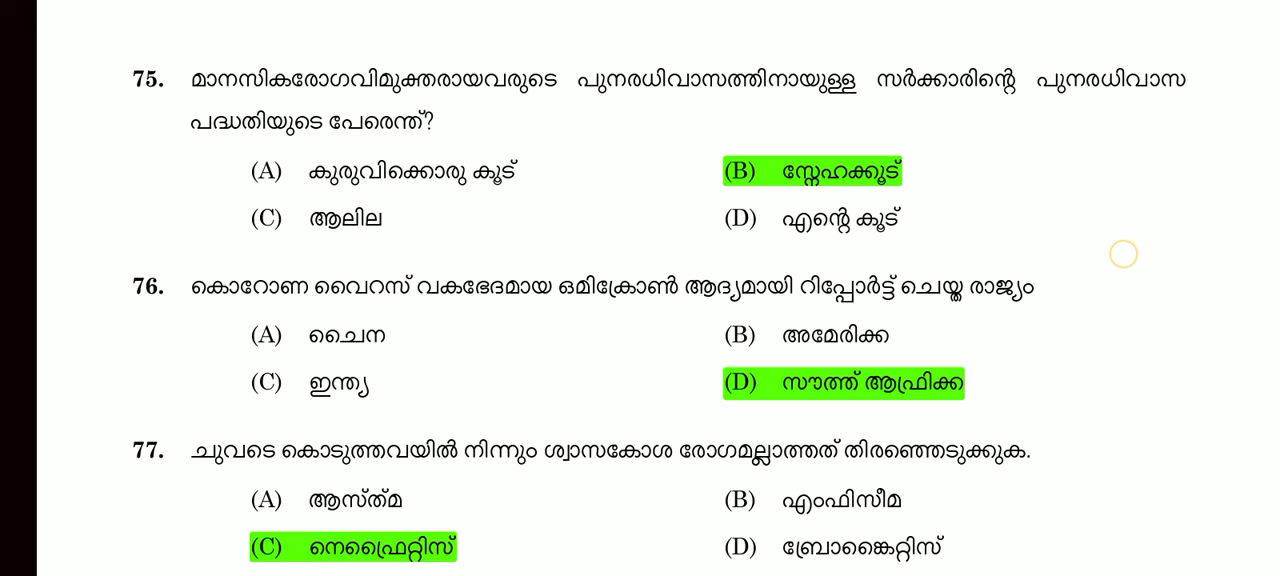 75. മാനസികരോഗവിമുക്തരായവരുടെ പുനരധിവാസത്തിനായുള്ള സർക്കാരിന്റെ പുനരധിവാസ
പദ്ധതിയുടെ പേരെന്ത്?
(A) കുരുവിക്കൊരു കൂട് (B) സ്നേഹക്കൂട്
(C) ആലില (D) എന്റെ കൂട്
76. കൊറോണ വൈറസ് വകഭേദമായ ഒമിക്രോൺ ആദ്യമായി റിപ്പോർട്ട് ചെയ്ത രാജ്യം
(A) ചൈന (B) അമേരിക്ക
(C) ഇന്ത്യ (D) സൗത്ത് ആഫ്രിക്ക
77. ചുവടെ കൊടുത്തവയിൽ നിന്നും ശ്വാസകോശ രോഗമല്ലാത്തത് തിരഞ്ഞെടുക്കുക.
(A) ആസ്ത്മ (B) എംഫിസീമ
(C) നെഫ്രൈറ്റിസ് (D) ബ്രോങ്കൈറ്റിസ്